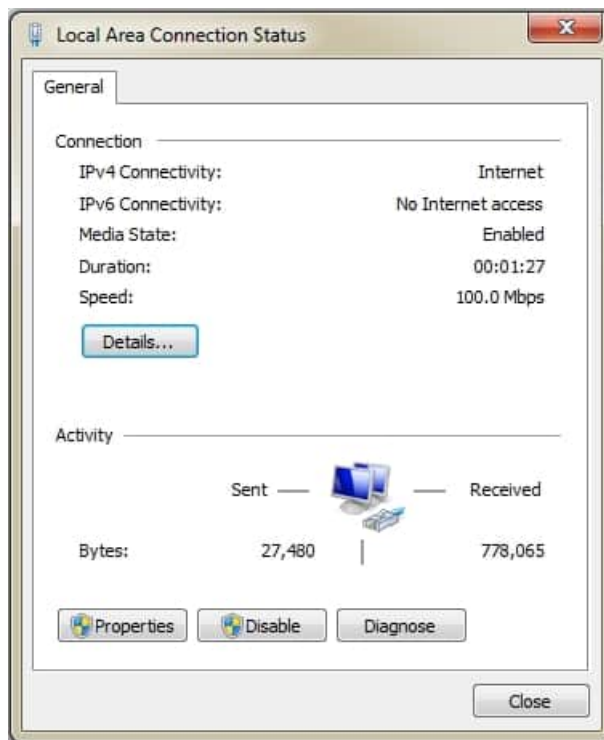 Local Area Connection Status
General
Connection
IPv4 Connectivity: Internet
IPv6 Connectivity: No Internet access
Media State: Enabled
Duration: 00:01:27
Speed: 100.0 Mbps
Details...
Activity
Sent Received
Bytes: 27,480 778,065
Properties Disable Diagnose
Close